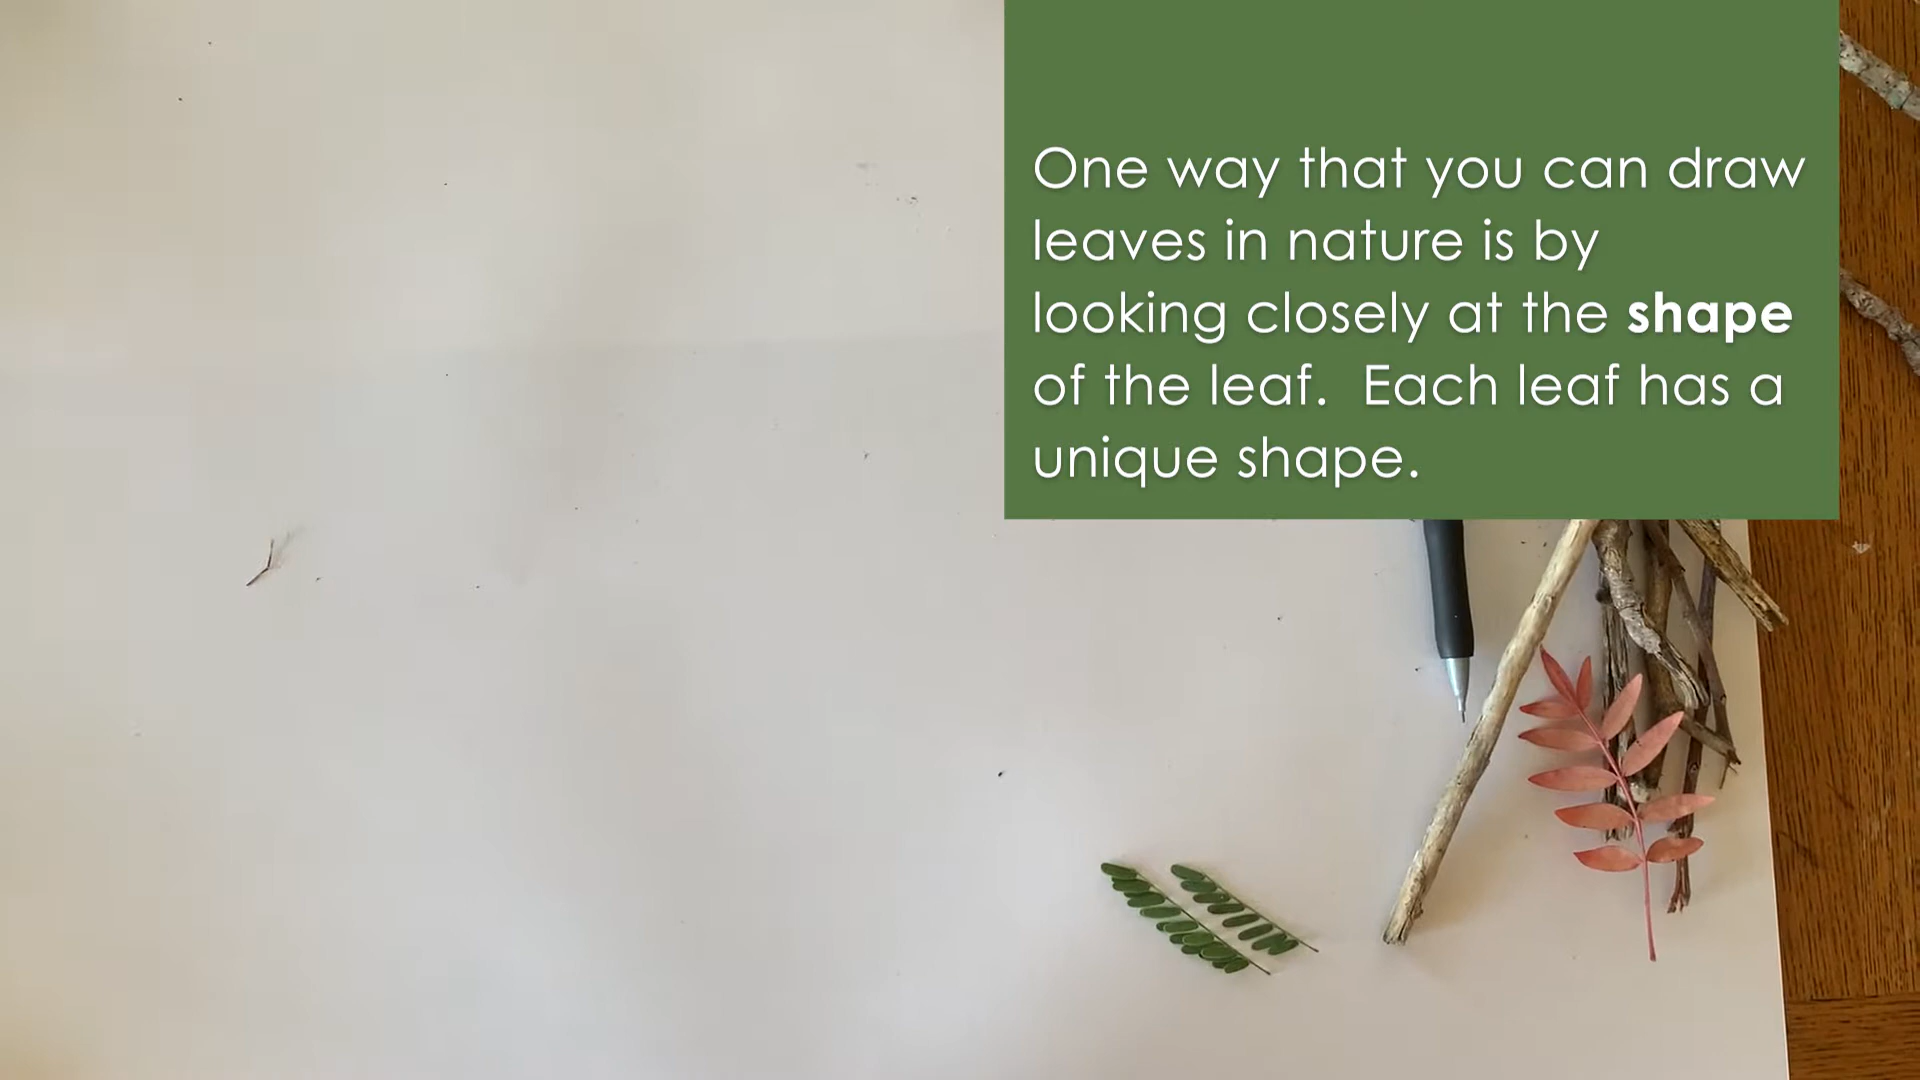 One way that you can draw
leaves in nature is by
looking closely at the shape
of the leaf.  Each leaf has a
unique shape.